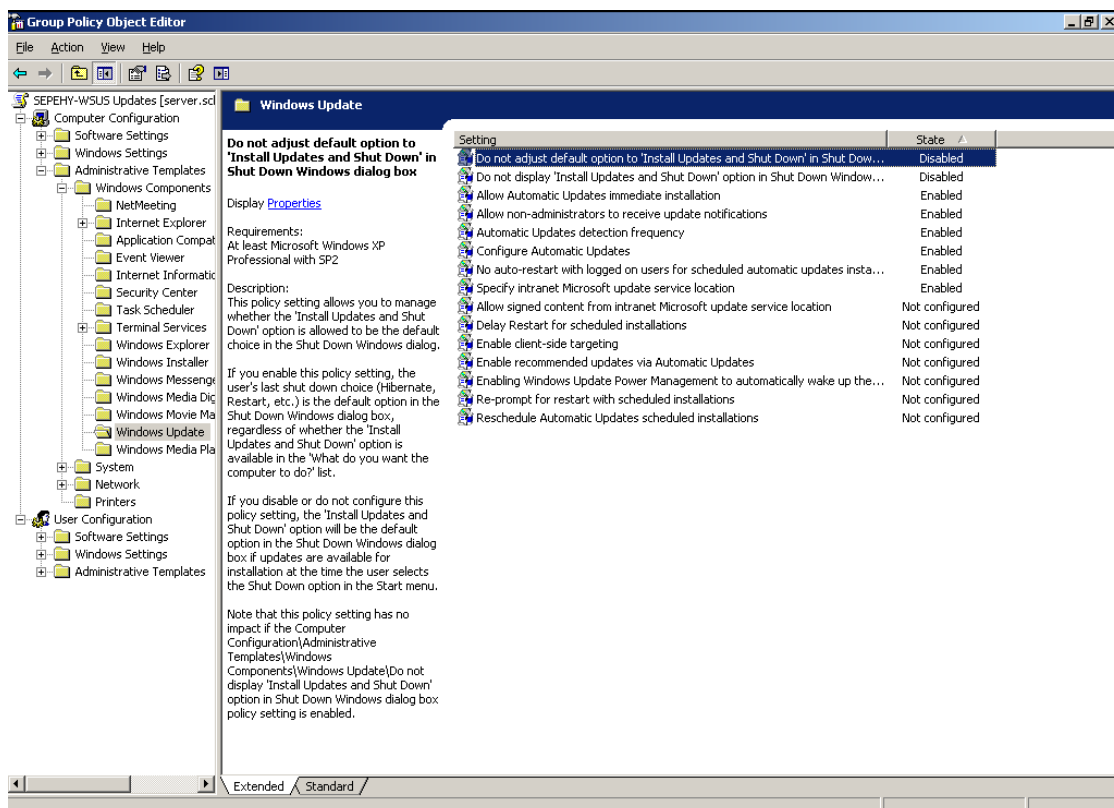 Group Policy Object Editor
File Action View Help
SEPEHY-WSUS Updates [server.scl
Computer Configuration
Software Settings
Windows Settings
Administrative Templates
Windows Components
NetMeeting
Internet Explorer
Application Compat
Event Viewer
Internet Informatic
Security Center
Task Scheduler
Terminal Services
Windows Explorer
Windows Installer
Windows Messenge
Windows Media Dig
Windows Movie Ma
Windows Update
Windows Media Pla
System
Network
Printers
User Configuration
Software Settings
Windows Settings
Administrative Templates
Windows Update
Do not adjust default option to
'Install Updates and Shut Down' in
Shut Down Windows dialog box
Display Properties
Requirements:
At least Microsoft Windows XP
Professional with SP2
Description:
This policy setting allows you to manage
whether the 'Install Updates and Shut
Down' option is allowed to be the default
choice in the Shut Down Windows dialog.
If you enable this policy setting, the
user's last shut down choice (Hibernate,
Restart, etc.) is the default option in the
Shut Down Windows dialog box,
regardless of whether the 'Install
Updates and Shut Down' option is
available in the 'What do you want the
computer to do?' list.
If you disable or do not configure this
policy setting, the 'Install Updates and
Shut Down' option will be the default
option in the Shut Down Windows dialog
box if updates are available for
installation at the time the user selects
the Shut Down option in the Start menu.
Note that this policy setting has no
impact if the Computer
Configuration\Administrative
Templates\Windows
Components\Windows Update\Do not
display 'Install Updates and Shut Down'
option in Shut Down Windows dialog box
policy setting is enabled.
Setting State
Do not adjust default option to 'Install Updates and Shut Down' in Shut Dow... Disabled
Do not display 'Install Updates and Shut Down' option in Shut Down Window... Disabled
Allow Automatic Updates immediate installation Enabled
Allow non-administrators to receive update notifications Enabled
Automatic Updates detection frequency Enabled
Configure Automatic Updates Enabled
No auto-restart with logged on users for scheduled automatic updates insta... Enabled
Specify intranet Microsoft update service location Enabled
Allow signed content from intranet Microsoft update service location Not configured
Delay Restart for scheduled installations Not configured
Enable client-side targeting Not configured
Enable recommended updates via Automatic Updates Not configured
Enabling Windows Update Power Management to automatically wake up the... Not configured
Re-prompt for restart with scheduled installations Not configured
Reschedule Automatic Updates scheduled installations Not configured
Extended Standard